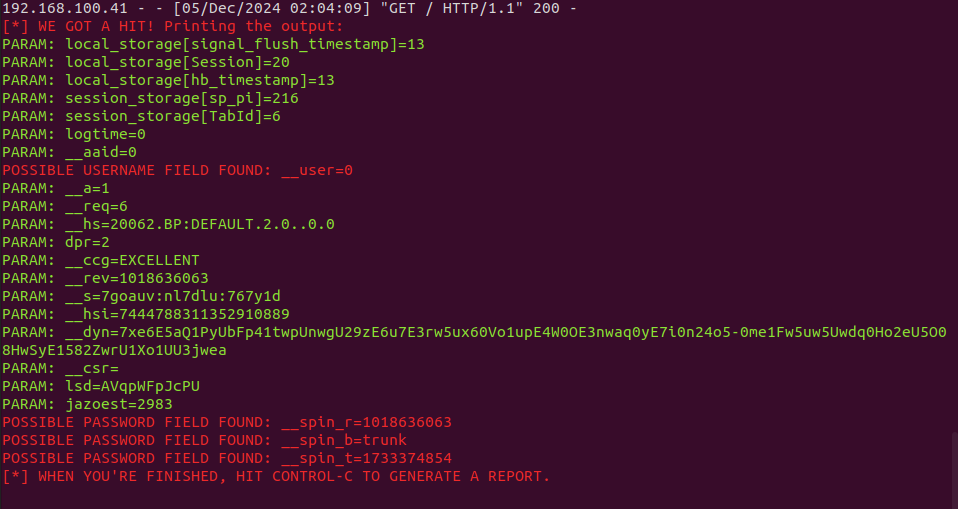 192.168.100.41 - - [05/Dec/2024 02:04:09] "GET / HTTP/1.1" 200 -
[*] WE GOT A HIT! Printing the output:
PARAM: local_storage[signal_flush_timestamp]=13
PARAM: local_storage[Session]=20
PARAM: local_storage[hb_timestamp]=13
PARAM: session_storage[sp_pi]=216
PARAM: session_storage[TabId]=6
PARAM: logtime=0
PARAM: __aaid=0
POSSIBLE USERNAME FIELD FOUND: __user=0
PARAM: __a=1
PARAM: __req=6
PARAM: __hs=20062.BP:DEFAULT.2.0..0.0
PARAM: dpr=2
PARAM: __ccg=EXCELLENT
PARAM: __rev=1018636063
PARAM: __s=7goauv:nl7dlu:767y1d
PARAM: __hsi=7444788311352910889
PARAM: __dyn=7xe6E5aQ1PyUbFp41twpUnwgU29zE6u7E3rw5ux60Vo1upE4W0OE3nwaq0yE7i0n24o5-0me1Fw5uw5Uwdq0Ho2eU5O0
8HwSyE1582ZwrU1Xo1UU3jwea
PARAM: __csr=
PARAM: lsd=AVqpWFpJcPU
PARAM: jazoest=2983
POSSIBLE PASSWORD FIELD FOUND: __spin_r=1018636063
POSSIBLE PASSWORD FIELD FOUND: __spin_b=trunk
POSSIBLE PASSWORD FIELD FOUND: __spin_t=1733374854
[*] WHEN YOU'RE FINISHED, HIT CONTROL-C TO GENERATE A REPORT.